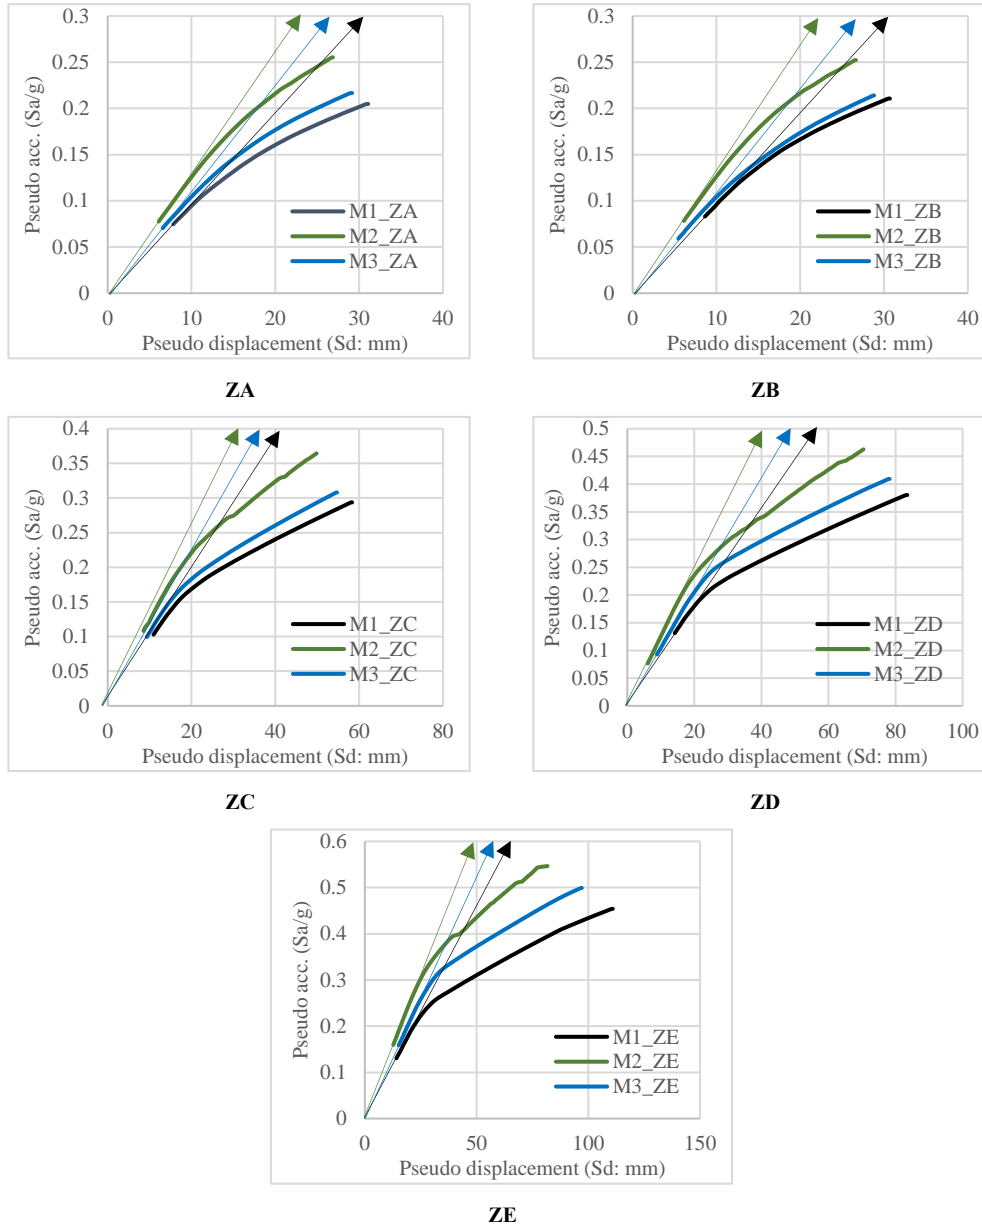 Pseudo acc. (Sa/g)
0.3
0.25
0.2
0.15
0.1
0.05
0
M1_ZA
M2_ZA
M3_ZA
0 10 20 30 40
Pseudo displacement (Sd: mm)
ZA
Pseudo acc. (Sa/g)
0.3
0.25
0.2
0.15
0.1
0.05
0
M1_ZB
M2_ZB
M3_ZB
0 10 20 30 40
Pseudo displacement (Sd: mm)
ZB
Pseudo acc. (Sa/g)
0.4
0.35
0.3
0.25
0.2
0.15
0.1
0.05
0
M1_ZC
M2_ZC
M3_ZC
0 20 40 60 80
Pseudo displacement (Sd: mm)
ZC
Pseudo acc. (Sa/g)
0.5
0.45
0.4
0.35
0.3
0.25
0.2
0.15
0.1
0.05
0
M1_ZD
M2_ZD
M3_ZD
0 20 40 60 80 100
Pseudo displacement (Sd: mm)
ZD
Pseudo acc. (Sa/g)
0.6
0.5
0.4
0.3
0.2
0.1
0
M1_ZE
M2_ZE
M3_ZE
0 50 100 150
Pseudo displacement (Sd: mm)
ZE